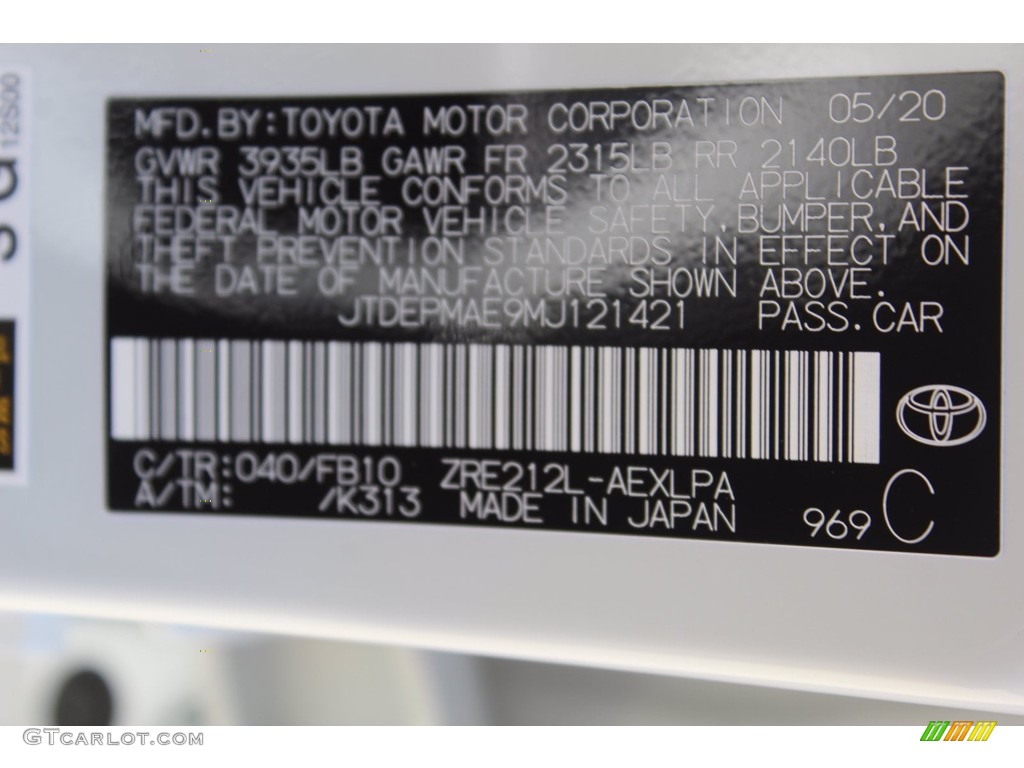 12S00
MFD.BY:TOYOTA MOTOR CORPORATION 05/20
GVWR 3935LB GAWR FR 2315LB RR 2140LB
THIS VEHICLE CONFORMS TO ALL APPLICABLE
FEDERAL MOTOR VEHICLE SAFETY,BUMPER,AND
THEFT PREVENTION STANDARDS IN EFFECT ON
THE DATE OF MANUFACTURE SHOWN ABOVE.
JTDEPMAE9MJ121421 PASS.CAR
C/TR:040/FB10 ZRE212L-AEXLPA
A/TM: /K313 MADE IN JAPAN 969 C
GTCARLOT.COM